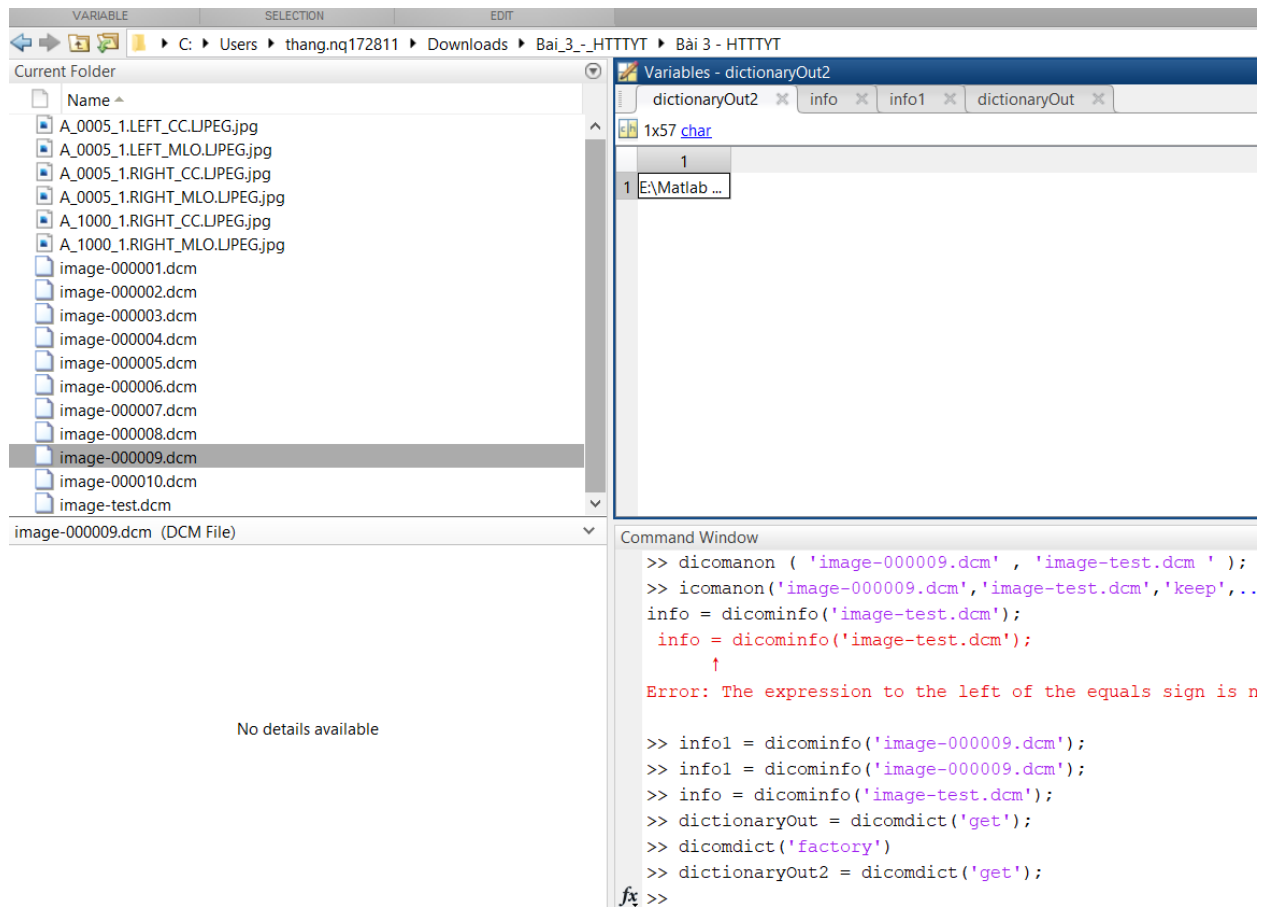 VARIABLE SELECTION EDIT
C: Users thang.nq172811 Downloads Bai_3_-_HTTTYT Bài 3 - HTTTYT
Current Folder
Name
A_0005_1.LEFT_CC.LJPEG.jpg
A_0005_1.LEFT_MLO.LJPEG.jpg
A_0005_1.RIGHT_CC.LJPEG.jpg
A_0005_1.RIGHT_MLO.LJPEG.jpg
A_1000_1.RIGHT_CC.LJPEG.jpg
A_1000_1.RIGHT_MLO.LJPEG.jpg
image-000001.dcm
image-000002.dcm
image-000003.dcm
image-000004.dcm
image-000005.dcm
image-000006.dcm
image-000007.dcm
image-000008.dcm
image-000009.dcm
image-000010.dcm
image-test.dcm
image-000009.dcm (DCM File)
No details available
Variables - dictionaryOut2
dictionaryOut2 info info1 dictionaryOut
1x57 char
1
1 E:\Matlab ...
Command Window
>> dicomanon ( 'image-000009.dcm' , 'image-test.dcm ' );
>> icomanon('image-000009.dcm','image-test.dcm','keep',..
info = dicominfo('image-test.dcm');
info = dicominfo('image-test.dcm');
↑
Error: The expression to the left of the equals sign is n
>> info1 = dicominfo('image-000009.dcm');
>> info1 = dicominfo('image-000009.dcm');
>> info = dicominfo('image-test.dcm');
>> dictionaryOut = dicomdict('get');
>> dicomdict('factory')
>> dictionaryOut2 = dicomdict('get');
fx >>